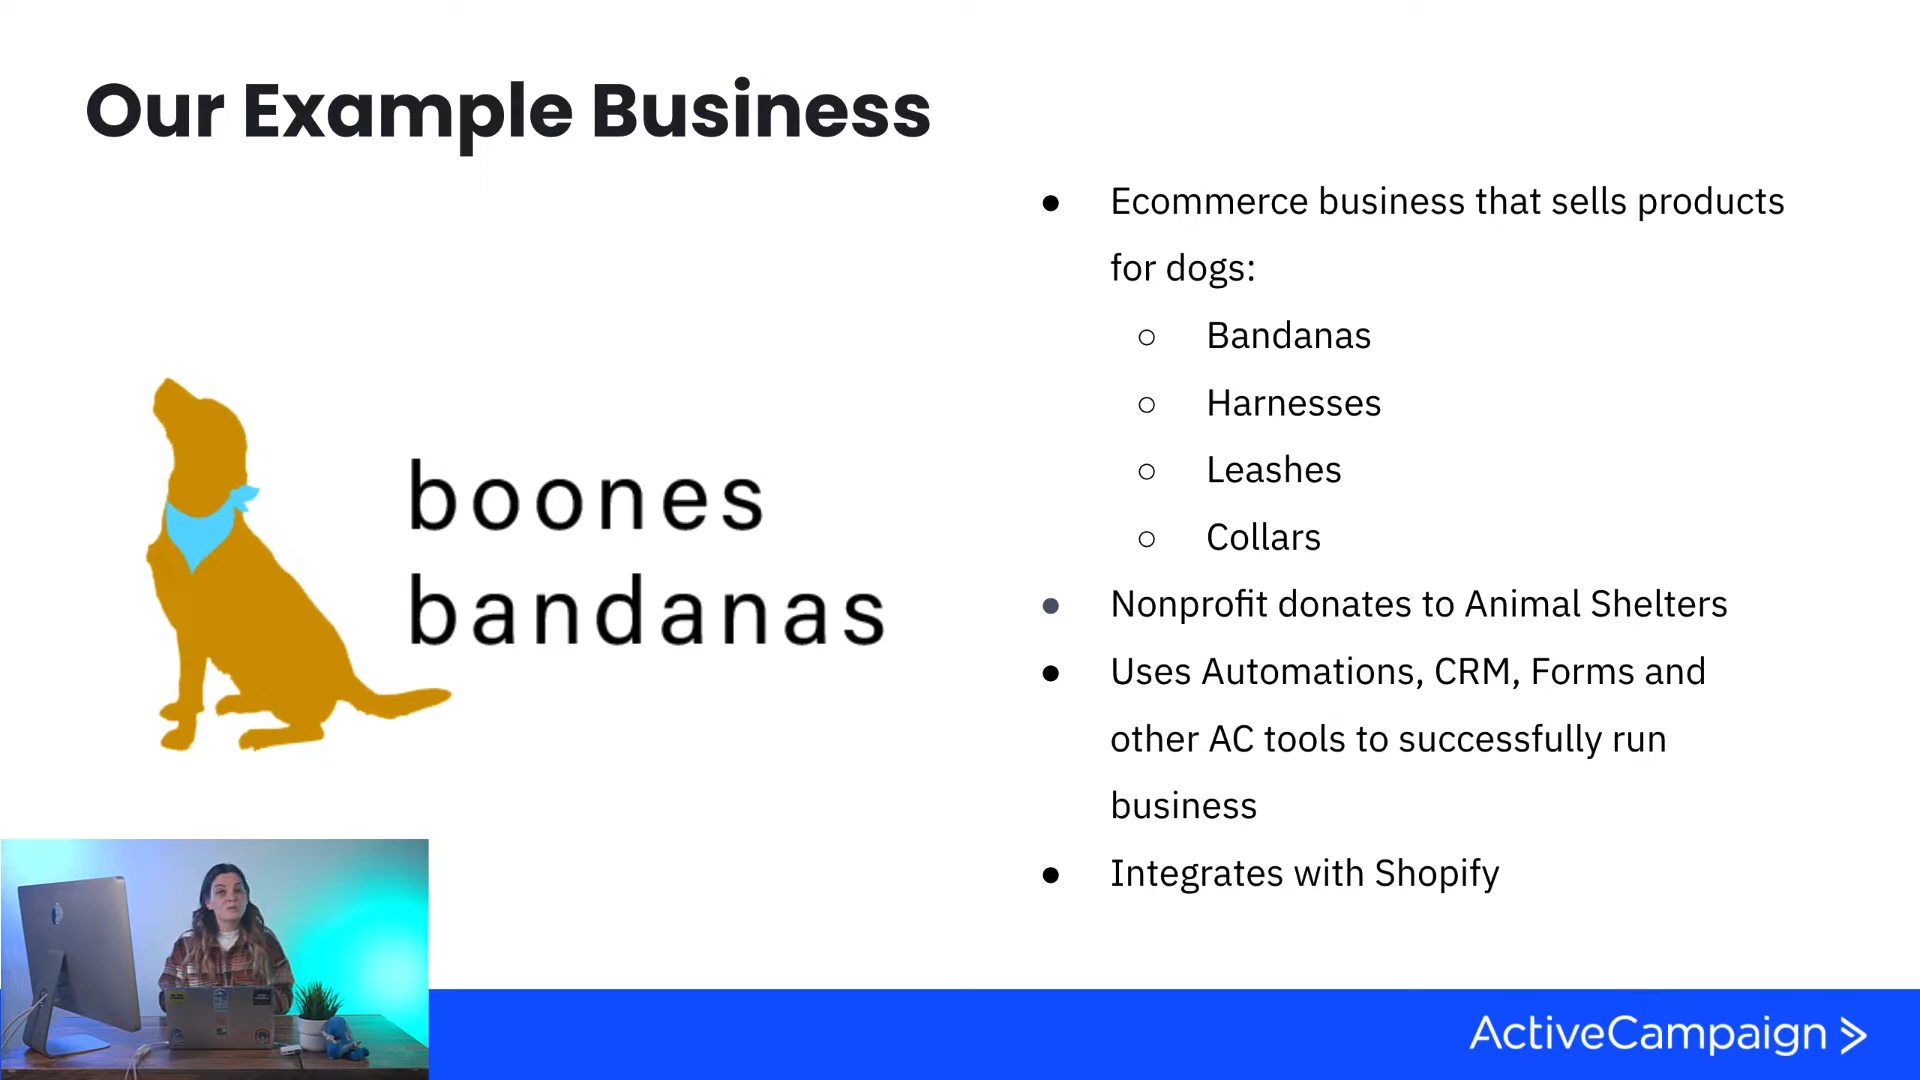 Our Example Business
boones
bandanas
● Ecommerce business that sells products
for dogs:
○ Bandanas
○ Harnesses
○ Leashes
○ Collars
● Nonprofit donates to Animal Shelters
● Uses Automations, CRM, Forms and
other AC tools to successfully run
business
● Integrates with Shopify
ActiveCampaign